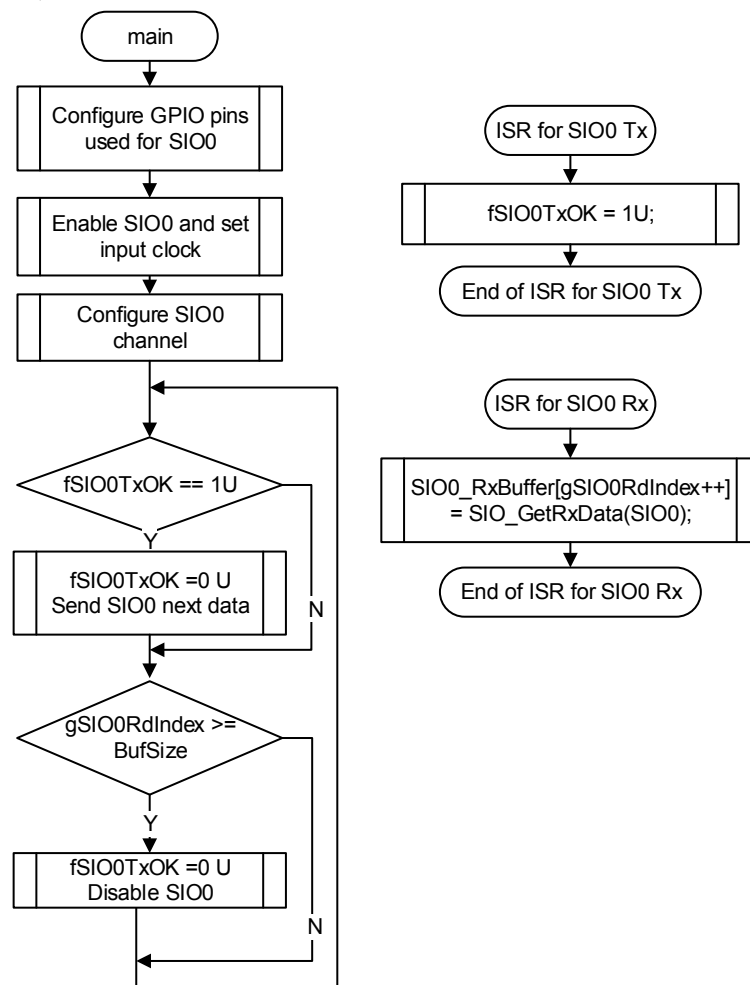 main
Configure GPIO pins
used for SIO0
Enable SIO0 and set
input clock
Configure SIO0
channel
fSIO0TxOK == 1U
Y
fSIO0TxOK =0 U
Send SIO0 next data
N
gSIO0RdIndex >=
BufSize
Y
fSIO0TxOK =0 U
Disable SIO0
N
ISR for SIO0 Tx
fSIO0TxOK = 1U;
End of ISR for SIO0 Tx
ISR for SIO0 Rx
SIO0_RxBuffer[gSIO0RdIndex++]
= SIO_GetRxData(SIO0);
End of ISR for SIO0 Rx